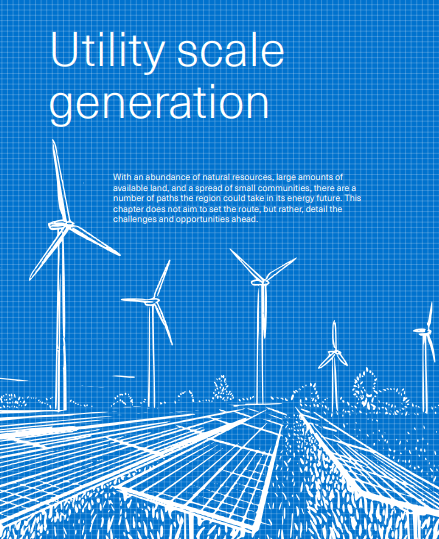 Utility scale
generation
With an abundance of natural resources, large amounts of
available land, and a spread of small communities, there are a
number of paths the region could take in its energy future. This
chapter does not aim to set the route, but rather, detail the
challenges and opportunities ahead.